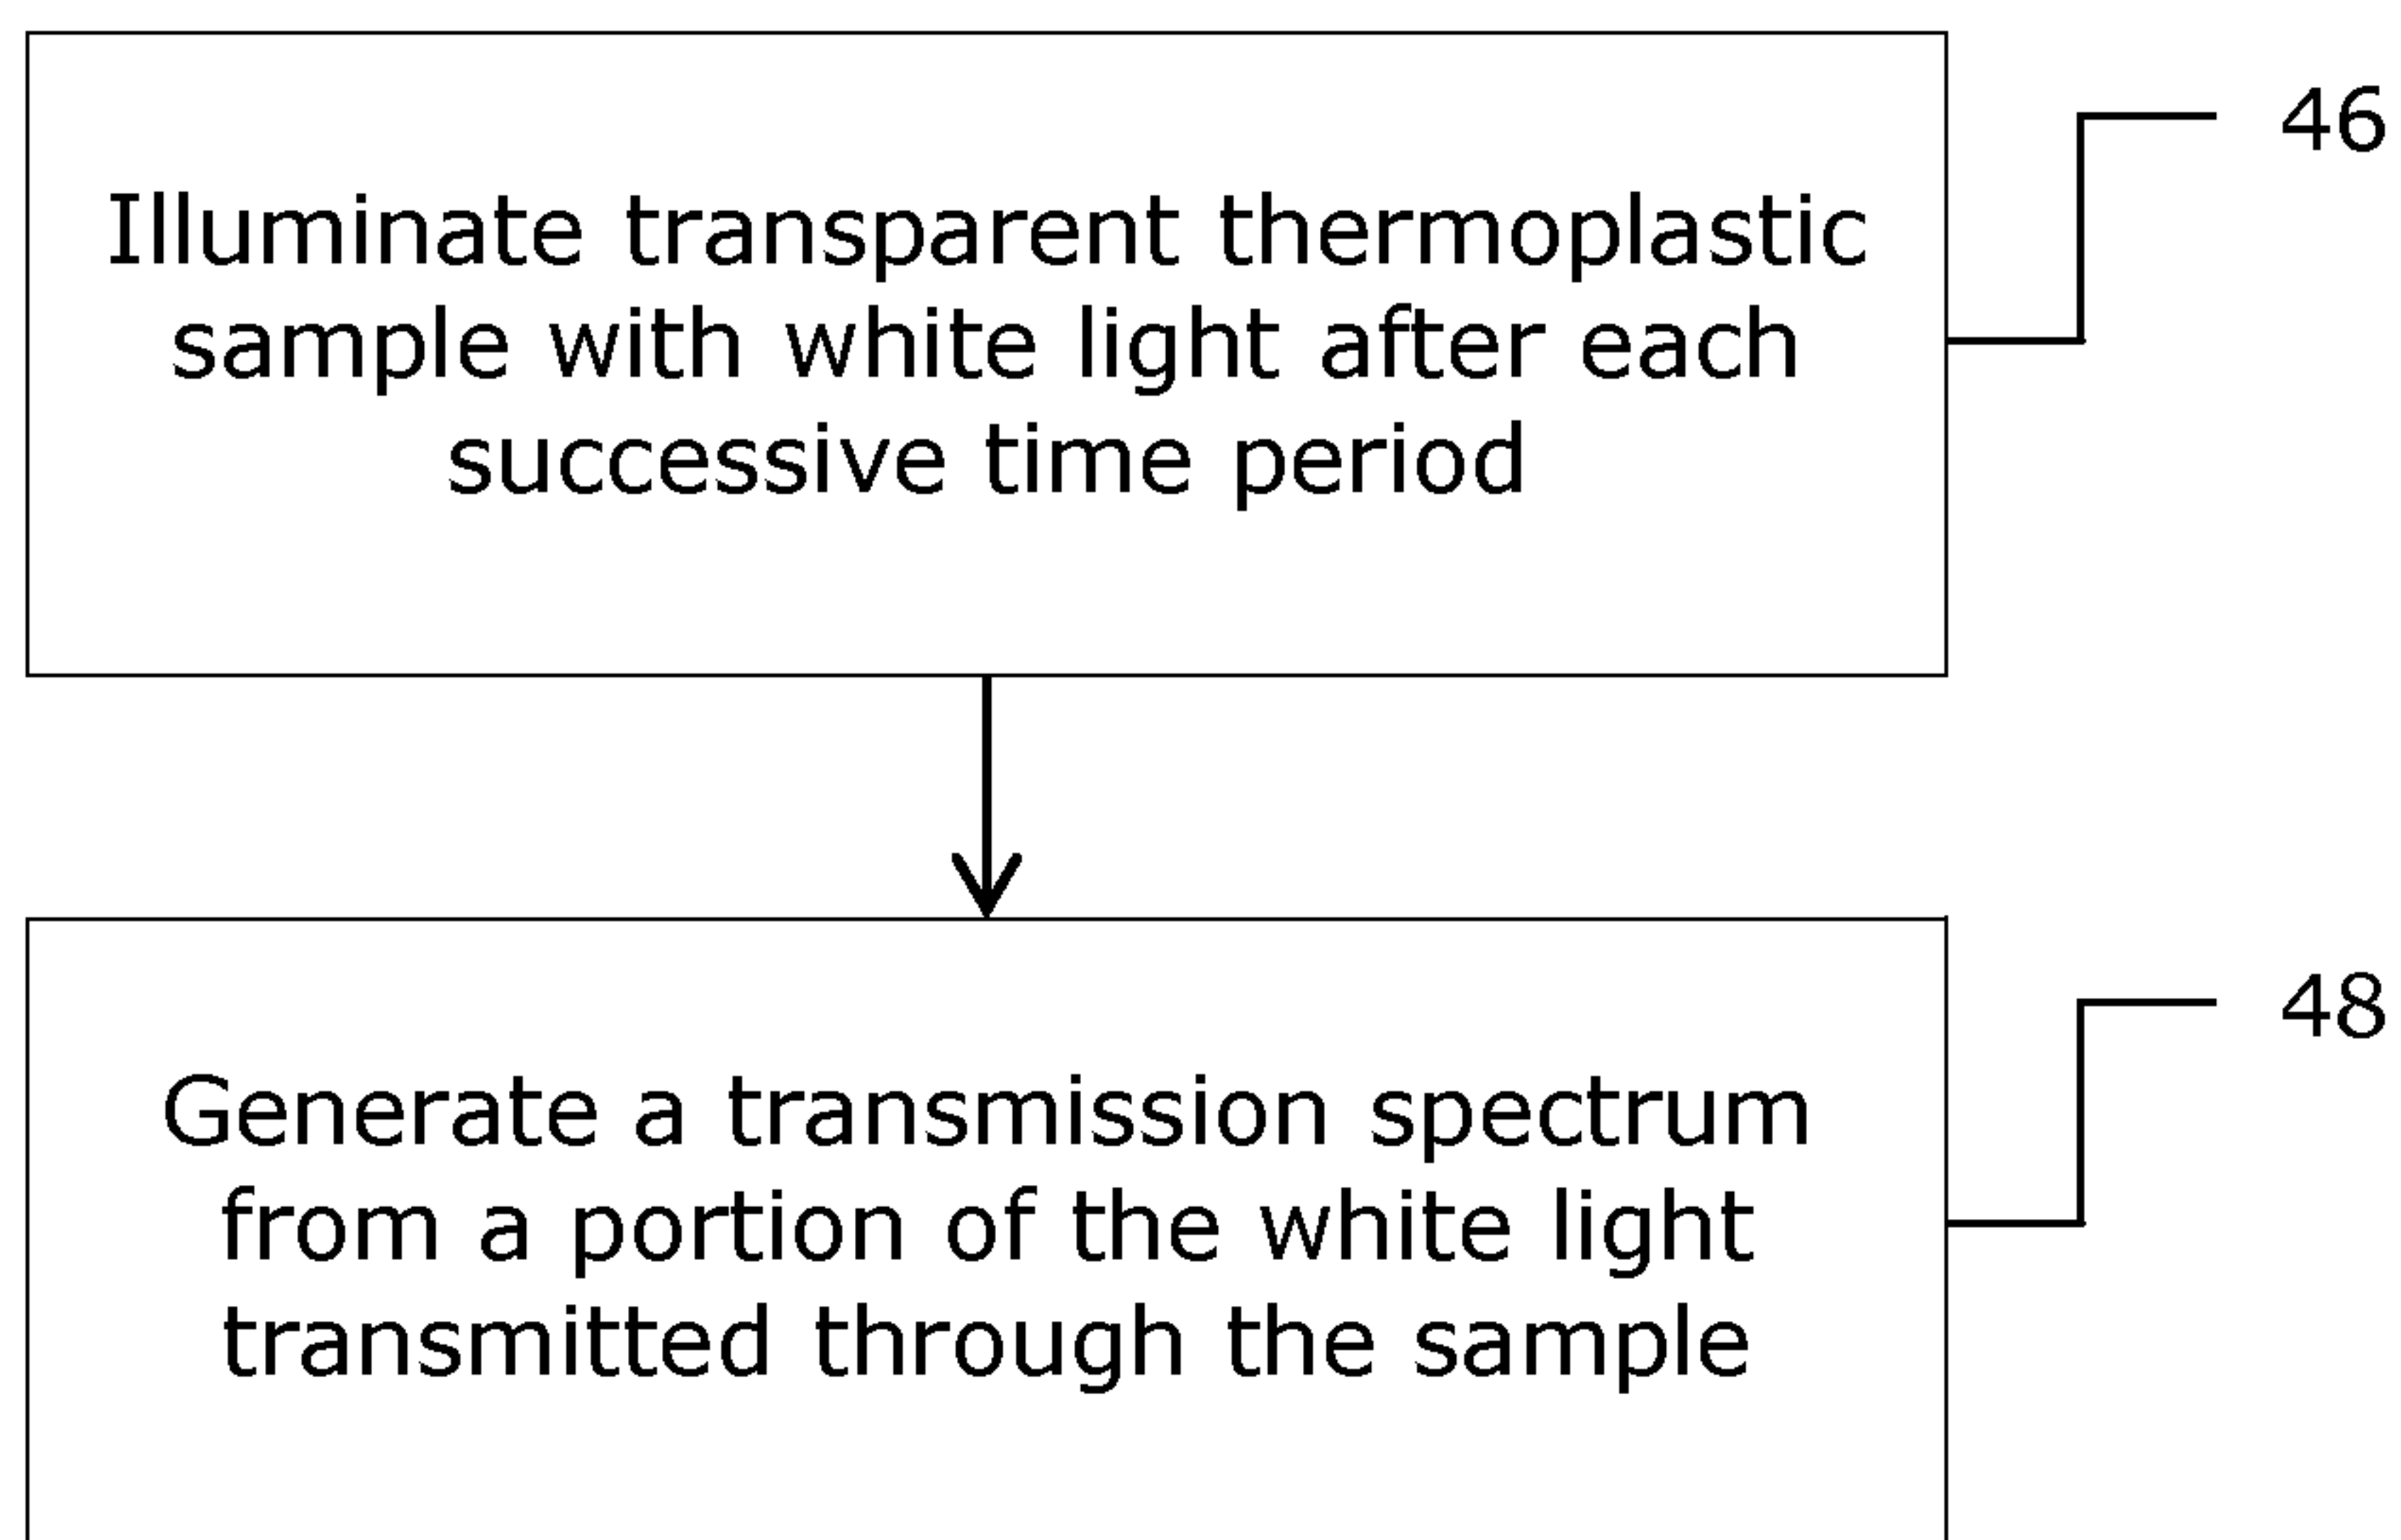 Illuminate transparent thermoplastic
sample with white light after each
successive time period
46
Generate a transmission spectrum
from a portion of the white light
transmitted through the sample
48